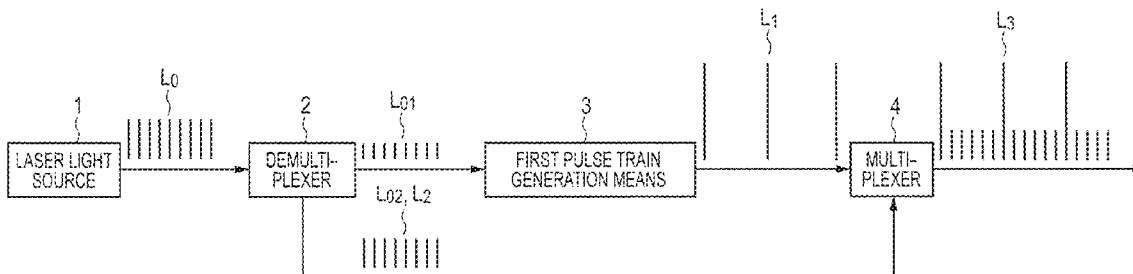 L1
L3
L0
1
2
L01
3
4
LASER LIGHT
SOURCE
DEMULTI-
PLEXER
FIRST PULSE TRAIN
GENERATION MEANS
MULTI-
PLEXER
L02, L2